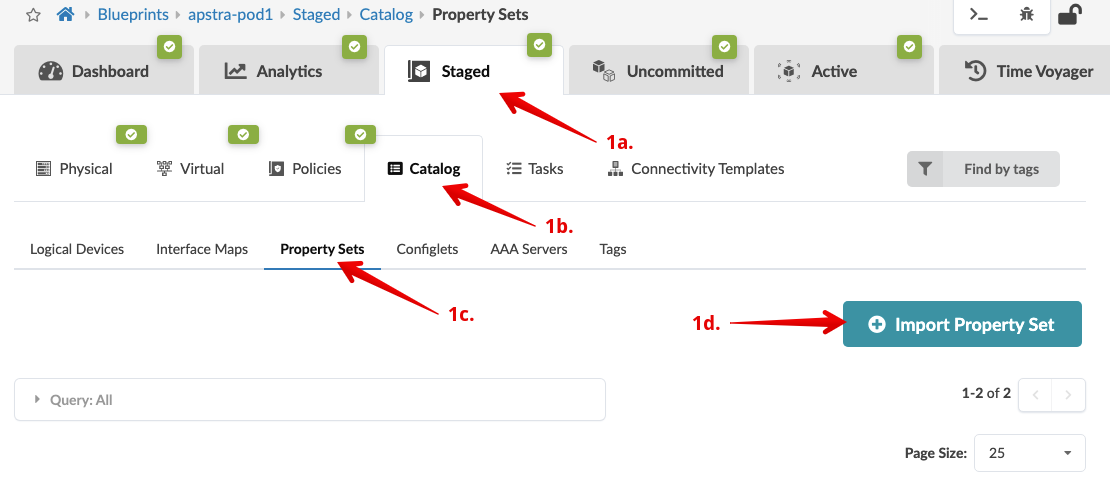 Blueprints apstra-pod1 Staged Catalog Property Sets
Dashboard Analytics Staged Uncommitted Active Time Voyager
1a.
Physical Virtual Policies Catalog Tasks Connectivity Templates Find by tags
1b.
Logical Devices Interface Maps Property Sets Configlets AAA Servers Tags
1c.
1d. Import Property Set
Query: All
1-2 of 2
Page Size: 25